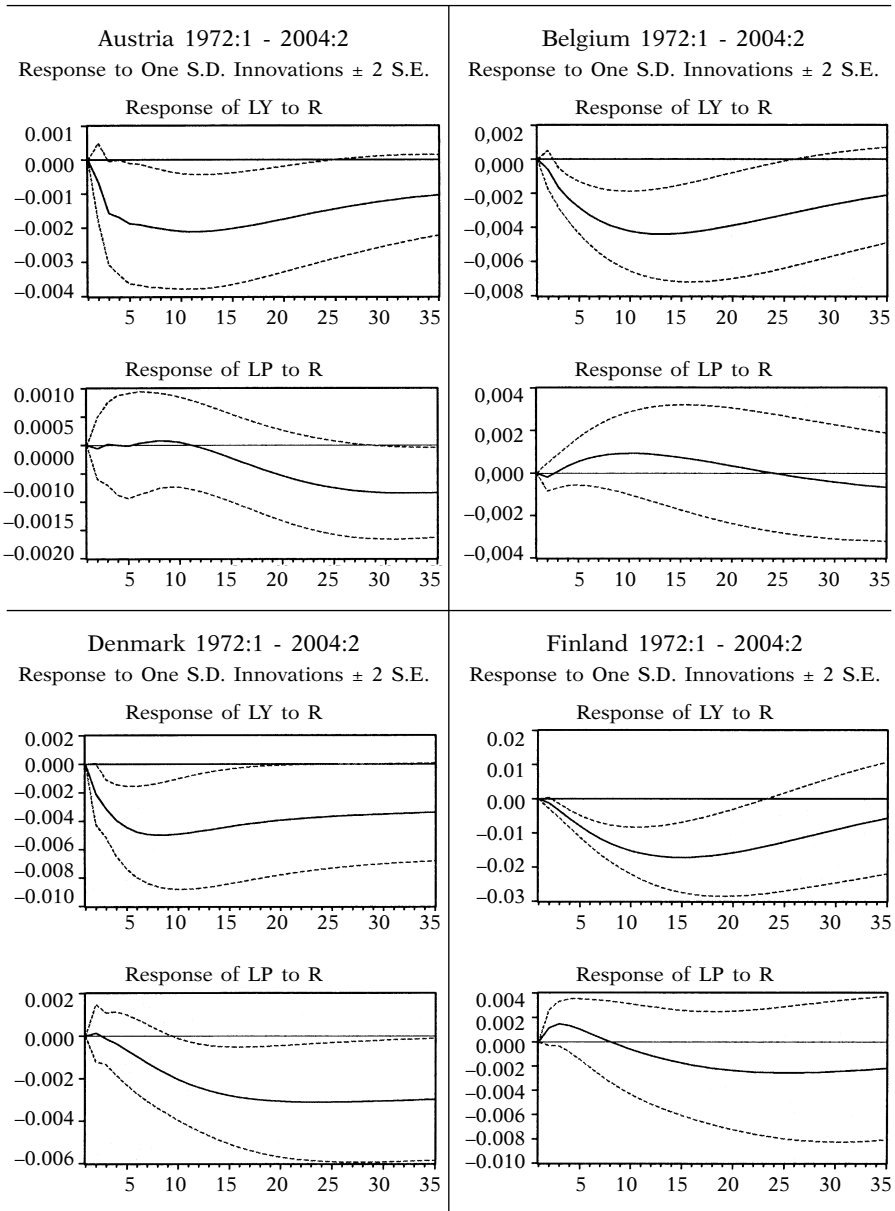 Austria 1972:1 - 2004:2
Response to One S.D. Innovations ± 2 S.E.
Response of LY to R
0.001
0.000
−0.001
−0.002
−0.003
−0.004
5 10 15 20 25 30 35
Response of LP to R
0.0010
0.0005
0.0000
−0.0010
−0.0015
−0.0020
5 10 15 20 25 30 35
Belgium 1972:1 - 2004:2
Response to One S.D. Innovations ± 2 S.E.
Response of LY to R
0,002
0,000
−0,002
−0,004
−0,006
−0,008
5 10 15 20 25 30 35
Response of LP to R
0,004
0,002
0,000
−0,002
−0,004
5 10 15 20 25 30 35
Denmark 1972:1 - 2004:2
Response to One S.D. Innovations ± 2 S.E.
Response of LY to R
0.002
0.000
−0.002
−0.004
−0.006
−0.008
−0.010
5 10 15 20 25 30 35
Response of LP to R
0.002
0.000
−0.002
−0.004
−0.006
5 10 15 20 25 30 35
Finland 1972:1 - 2004:2
Response to One S.D. Innovations ± 2 S.E.
Response of LY to R
0.02
0.01
0.00
−0.01
−0.02
−0.03
5 10 15 20 25 30 35
Response of LP to R
0.004
0.002
0.000
−0.002
−0.004
−0.006
−0.008
−0.010
5 10 15 20 25 30 35